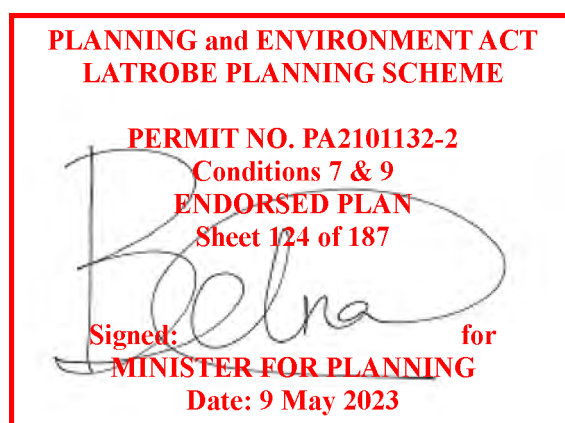 PLANNING and ENVIRONMENT ACT
LATROBE PLANNING SCHEME
PERMIT NO. PA2101132-2
Conditions 7 & 9
ENDORSED PLAN
Sheet 124 of 187
Signed: for
MINISTER FOR PLANNING
Date: 9 May 2023